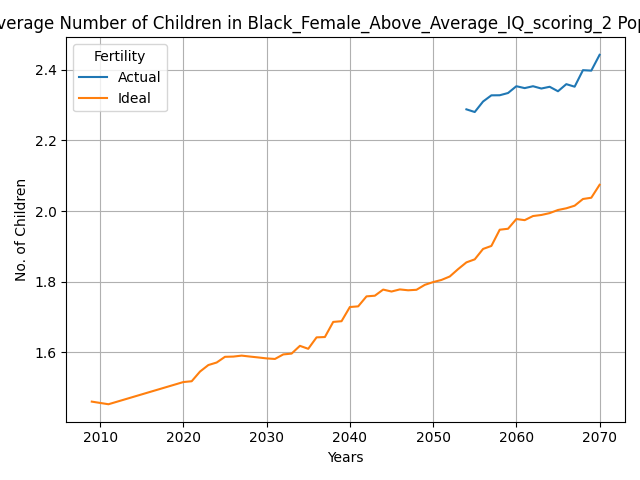 verage Number of Children in Black_Female_Above_Average_IQ_scoring_2 Pop
Fertility
Actual
Ideal
2.4
2.2
2.0
1.8
1.6
No. of Children
2010 2020 2030 2040 2050 2060 2070
Years